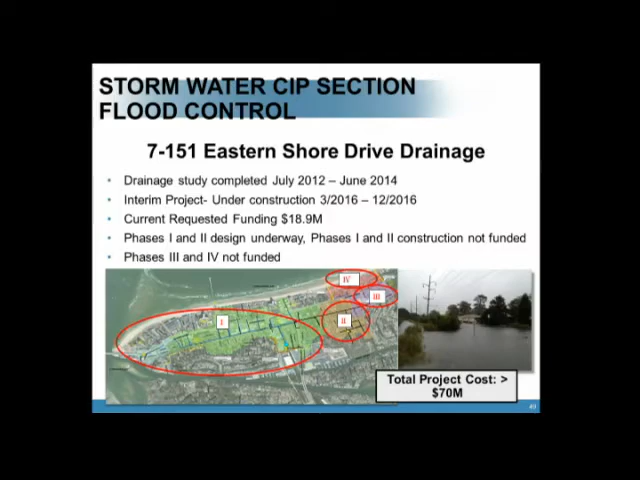 STORM WATER CIP SECTION
FLOOD CONTROL
7-151 Eastern Shore Drive Drainage
• Drainage study completed July 2012 – June 2014
• Interim Project- Under construction 3/2016 – 12/2016
• Current Requested Funding $18.9M
• Phases I and II design underway, Phases I and II construction not funded
• Phases III and IV not funded
IV
III
I
II
Total Project Cost: >
$70M
49